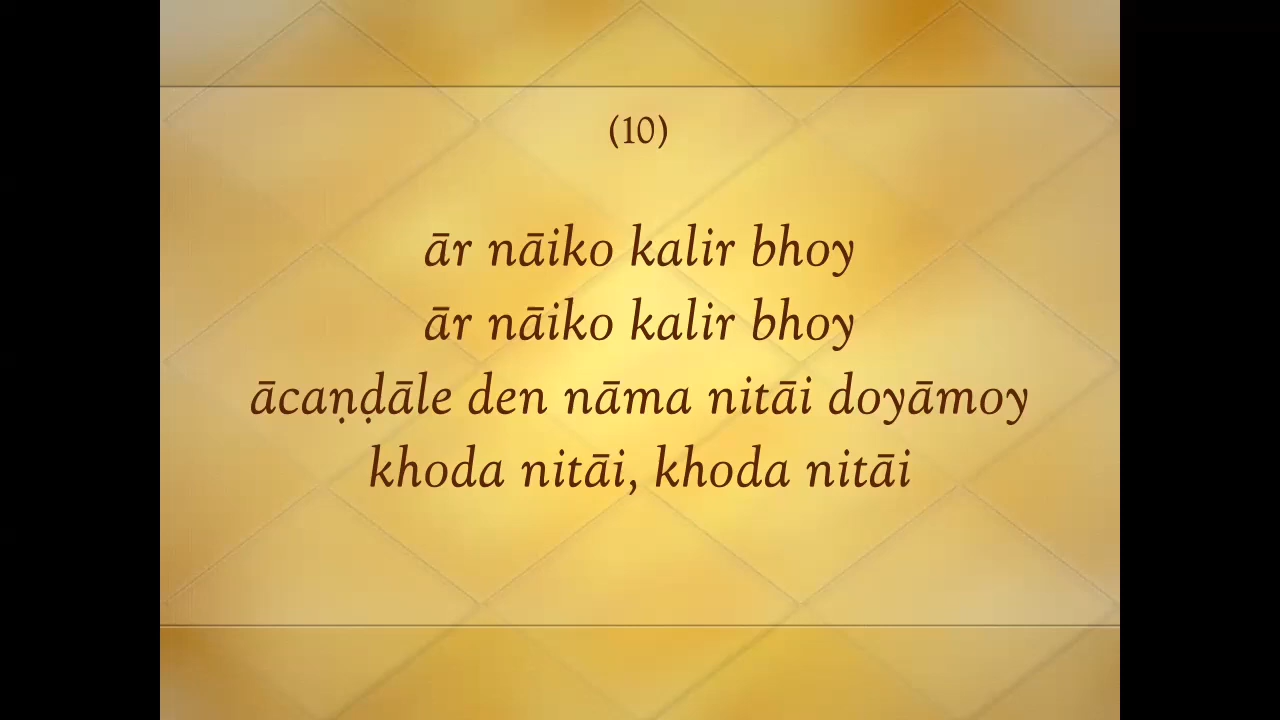 (10)
ār nāiko kalir bhoy
ār nāiko kalir bhoy
ācaṇḍāle den nāma nitāi doyāmoy
khoda nitāi, khoda nitāi